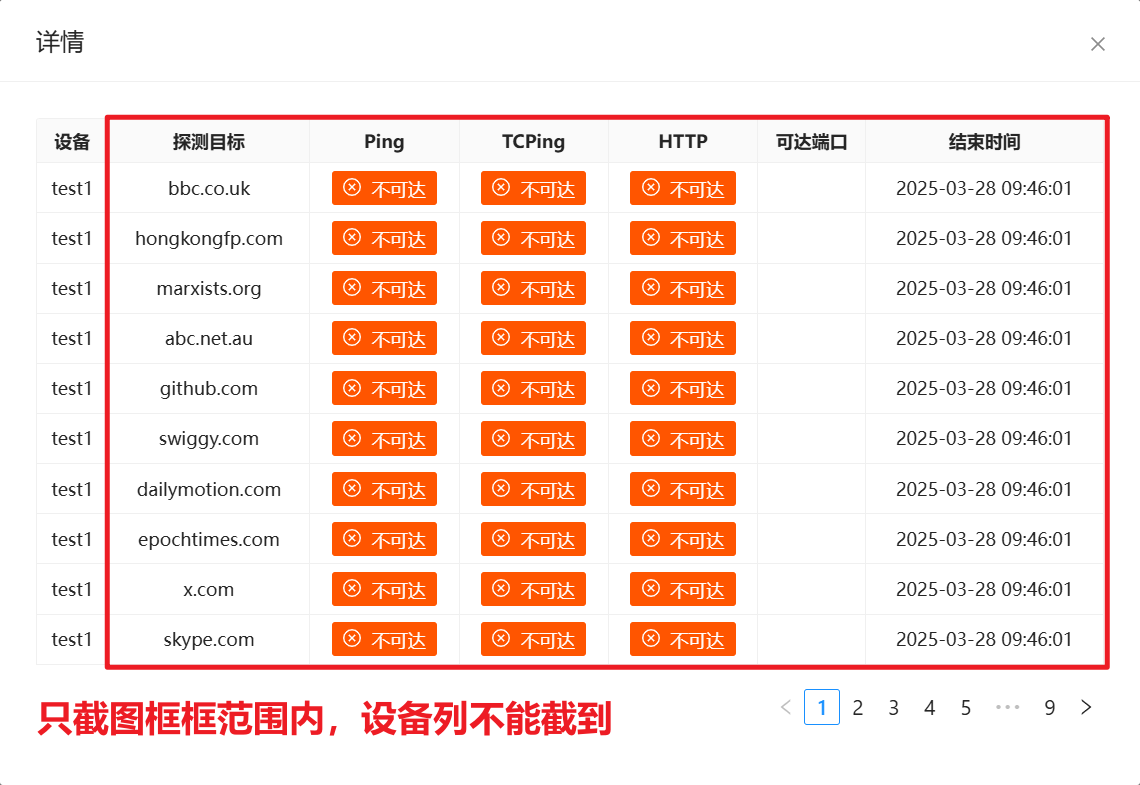 详情
设备 探测目标 Ping TCPing HTTP 可达端口 结束时间
test1 bbc.co.uk 不可达 不可达 不可达 2025-03-28 09:46:01
test1 hongkongfp.com 不可达 不可达 不可达 2025-03-28 09:46:01
test1 marxists.org 不可达 不可达 不可达 2025-03-28 09:46:01
test1 abc.net.au 不可达 不可达 不可达 2025-03-28 09:46:01
test1 github.com 不可达 不可达 不可达 2025-03-28 09:46:01
test1 swiggy.com 不可达 不可达 不可达 2025-03-28 09:46:01
test1 dailymotion.com 不可达 不可达 不可达 2025-03-28 09:46:01
test1 epochtimes.com 不可达 不可达 不可达 2025-03-28 09:46:01
test1 x.com 不可达 不可达 不可达 2025-03-28 09:46:01
test1 skype.com 不可达 不可达 不可达 2025-03-28 09:46:01
只截图框框范围内，设备列不能截到
1 2 3 4 5 ••• 9